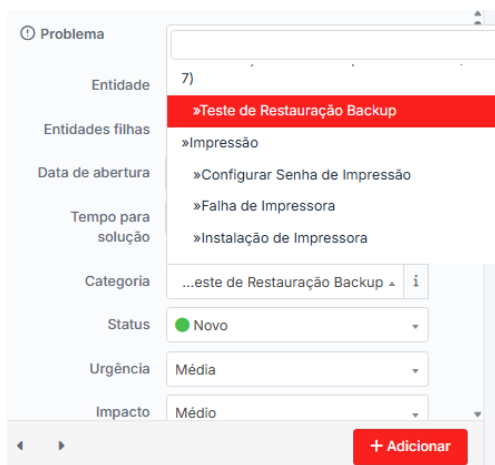 Problema
7)
Entidade
»Teste de Restauração Backup
»Impressão
Entidades filhas
»Configurar Senha de Impressão
Data de abertura
»Falha de Impressora
Tempo para
solução
»Instalação de Impressora
Categoria
...este de Restauração Backup
i
Status
Novo
Urgência
Média
Impacto
Médio
+ Adicionar